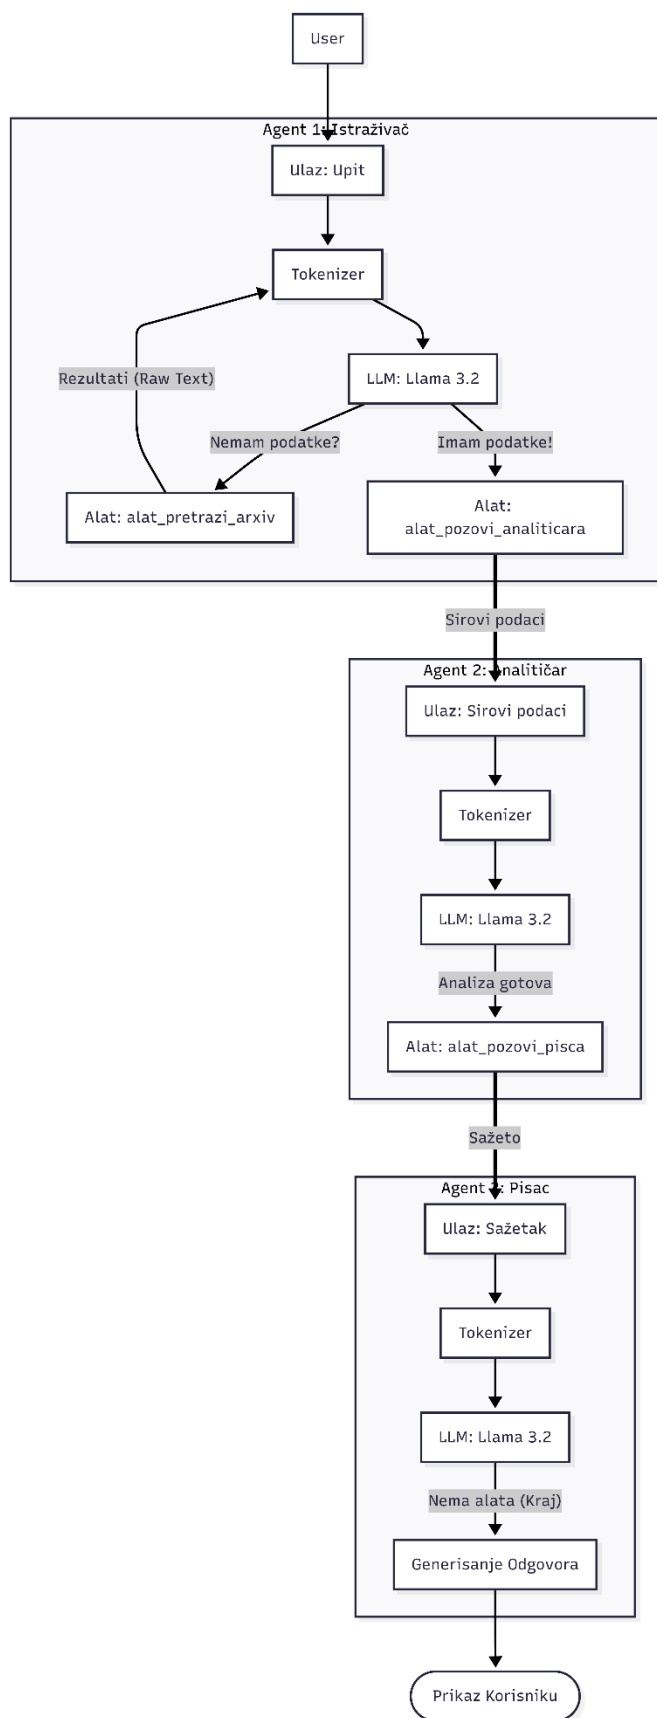 User
Agent 1: Istraživač
Ulaz: Upit
Tokenizer
LLM: Llama 3.2
Rezultati (Raw Text)
Nemam podatke?
Imam podatke!
Alat: alat_pretrazi_arxiv
Alat:
alat_pozovi_analiticara
Sirovi podaci
Agent 2: Analitičar
Ulaz: Sirovi podaci
Tokenizer
LLM: Llama 3.2
Analiza gotova
Alat: alat_pozovi_pisca
Sažeto
Agent 3: Pisac
Ulaz: Sažetak
Tokenizer
LLM: Llama 3.2
Nema alata (Kraj)
Generisanje Odgovora
Prikaz Korisniku